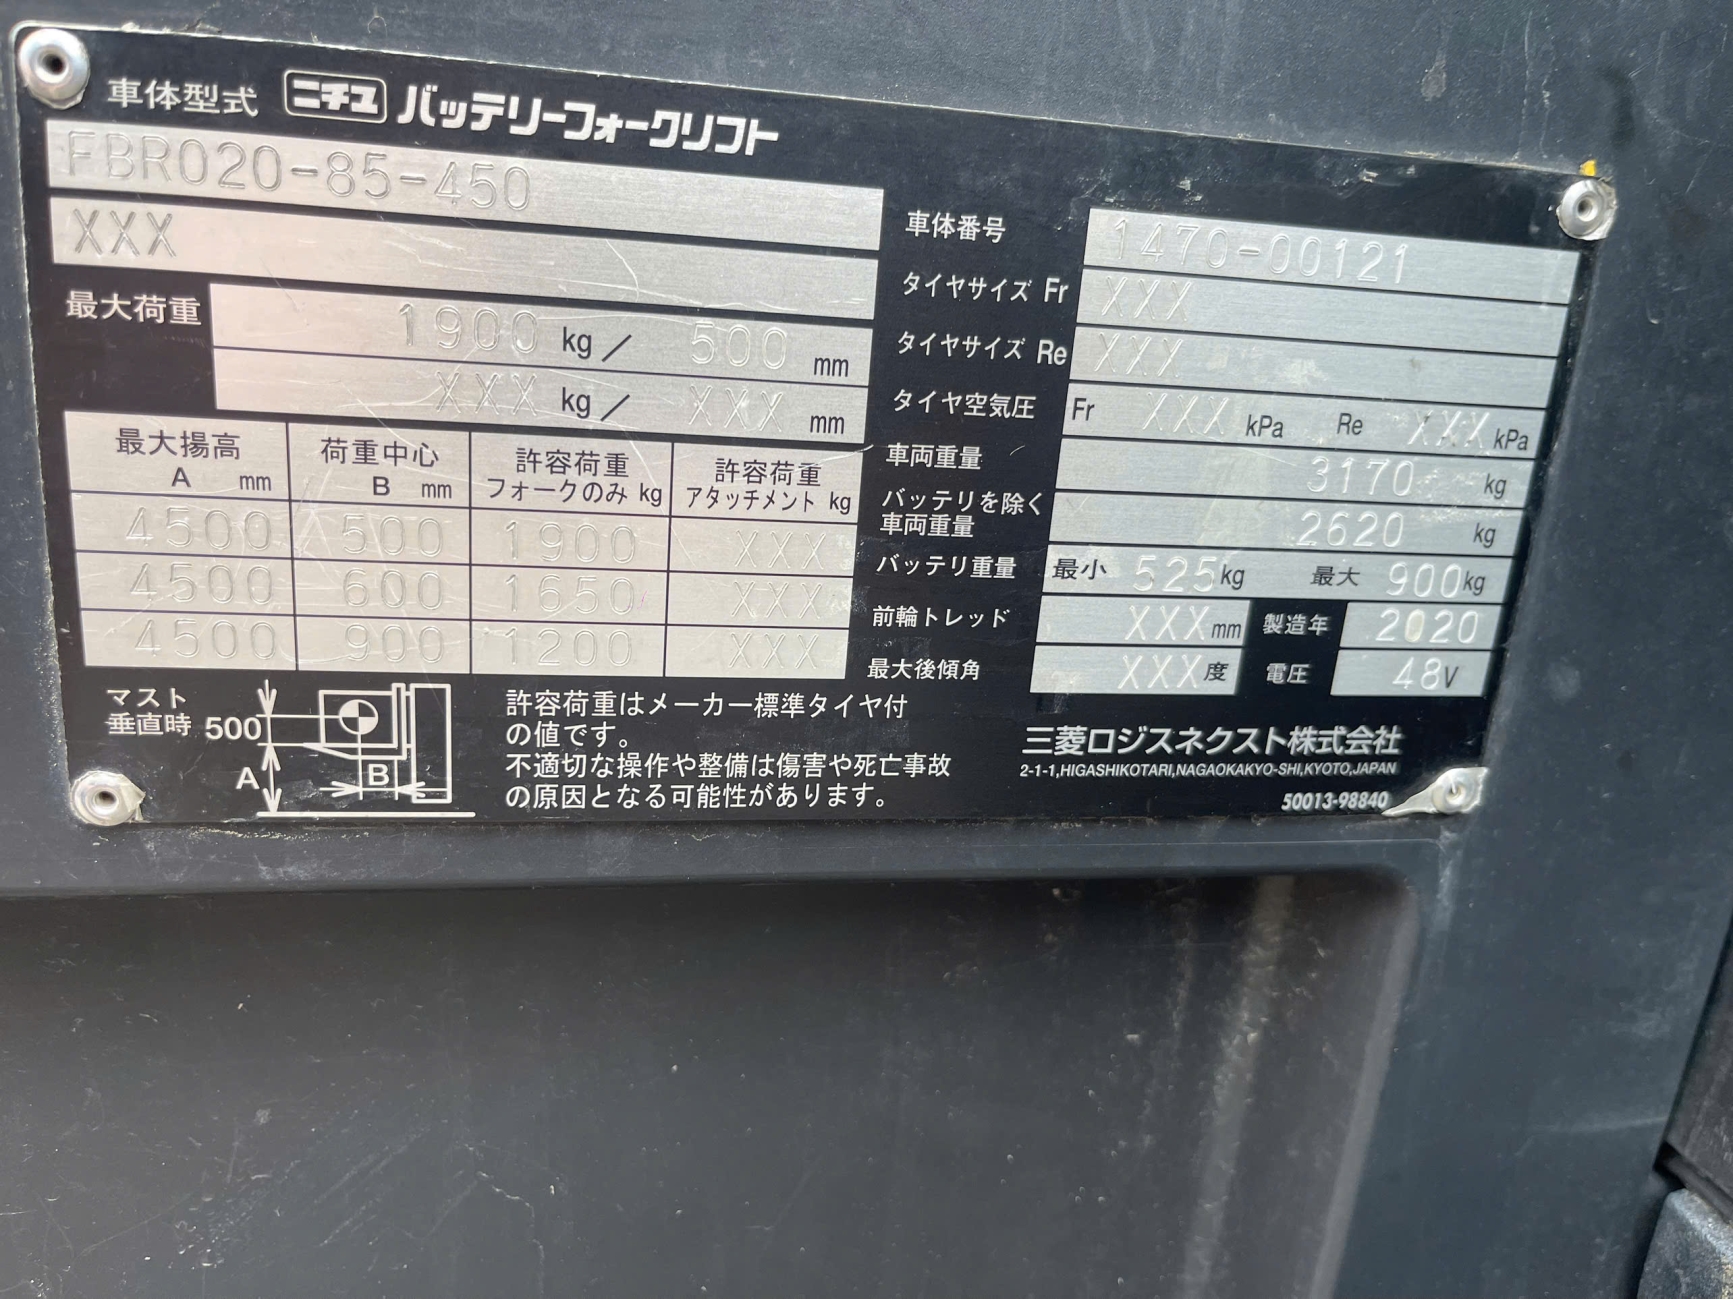 車体型式 ニチユ バッテリーフォークリフト
FBRO20-85-450
XXX
最大荷重 1900 kg／ 500 mm
XXX kg／ XXX mm
最大揚高 A mm 荷重中心 B mm 許容荷重 フォークのみ kg 許容荷重 アタッチメント kg
4500 500 1900 XXX
4500 600 1650 XXX
4500 900 1200 XXX
マスト
垂直時 500
A
B
許容荷重はメーカー標準タイヤ付
の値です。
不適切な操作や整備は傷害や死亡事故
の原因となる可能性があります。
車体番号 1470-00121
タイヤサイズ Fr XXX
タイヤサイズ Re XXX
タイヤ空気圧 Fr XXX kPa Re XXX kPa
車両重量 3170 kg
バッテリを除く
車両重量 2620 kg
バッテリ重量 最小 525kg 最大 900kg
前輪トレッド XXX mm 製造年 2020
最大後傾角 XXX 度 電圧 48V
三菱ロジスネクスト株式会社
2-1-1,HIGASHIKOTARI,NAGAOKAKYO-SHI,KYOTO,JAPAN
50013-98840